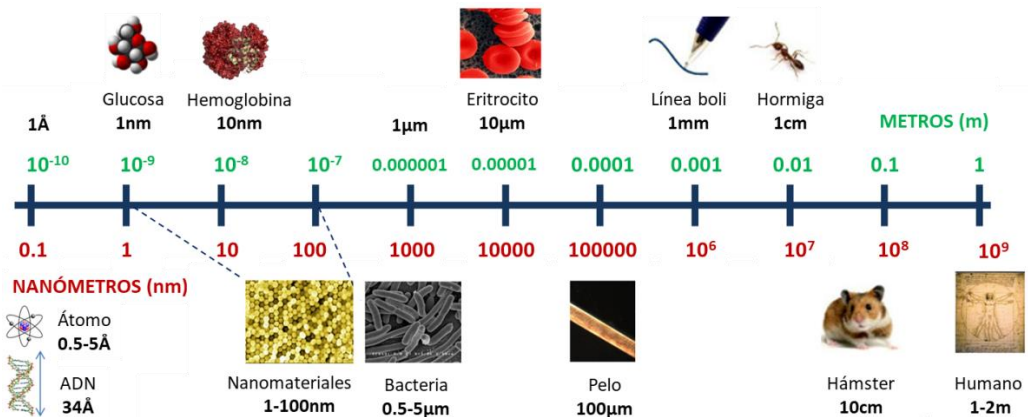 Glucosa
1nm
Hemoglobina
10nm
Eritrocito
10µm
Línea boli
1mm
Hormiga
1cm
1Å
1µm
METROS (m)
10⁻¹⁰ 10⁻⁹ 10⁻⁸ 10⁻⁷ 0.000001 0.00001 0.0001 0.001 0.01 0.1 1
0.1 1 10 100 1000 10000 100000 10⁶ 10⁷ 10⁸ 10⁹
NANÓMETROS (nm)
Átomo
0.5-5Å
ADN
34Å
Nanomateriales
1-100nm
Bacteria
0.5-5µm
Pelo
100µm
Hámster
10cm
Humano
1-2m